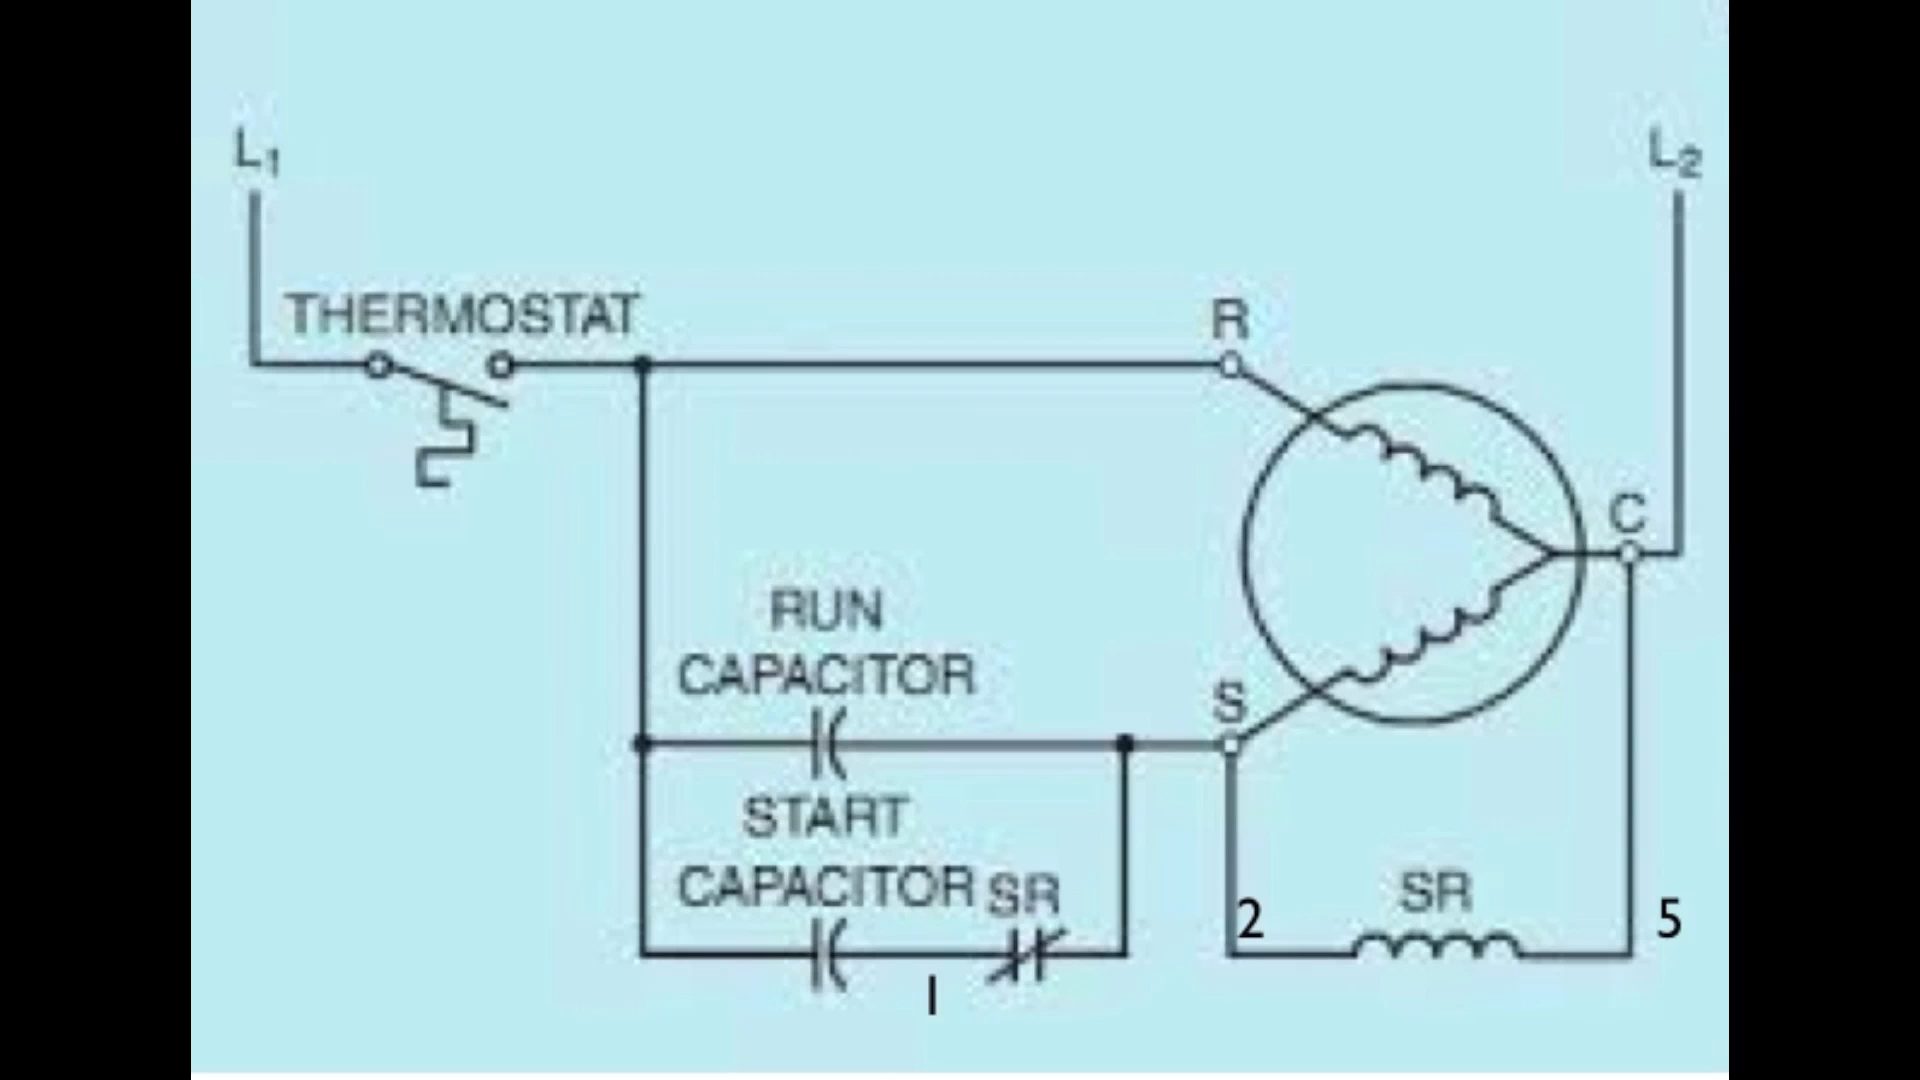 L1
L2
THERMOSTAT
R
C
RUN
CAPACITOR
S
START
CAPACITOR
SR
SR
2
5
1